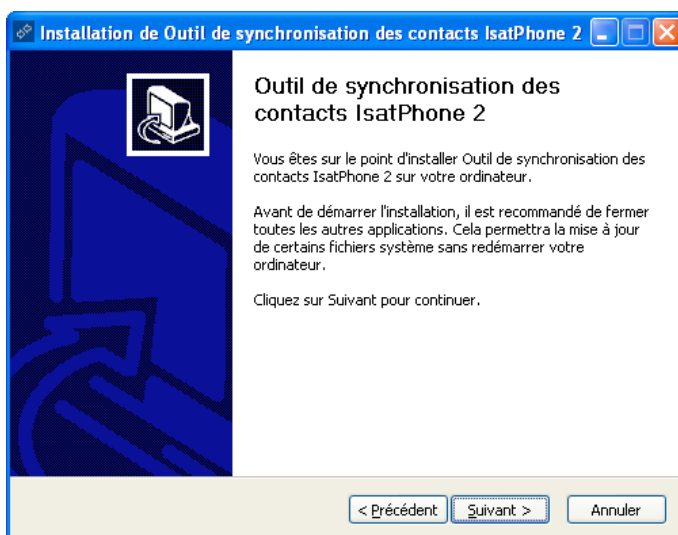 Installation de Outil de synchronisation des contacts IsatPhone 2
Outil de synchronisation des
contacts IsatPhone 2
Vous êtes sur le point d'installer Outil de synchronisation des
contacts IsatPhone 2 sur votre ordinateur.
Avant de démarrer l'installation, il est recommandé de fermer
toutes les autres applications. Cela permettra la mise à jour
de certains fichiers système sans redémarrer votre
ordinateur.
Cliquez sur Suivant pour continuer.
< Précédent
Suivant >
Annuler